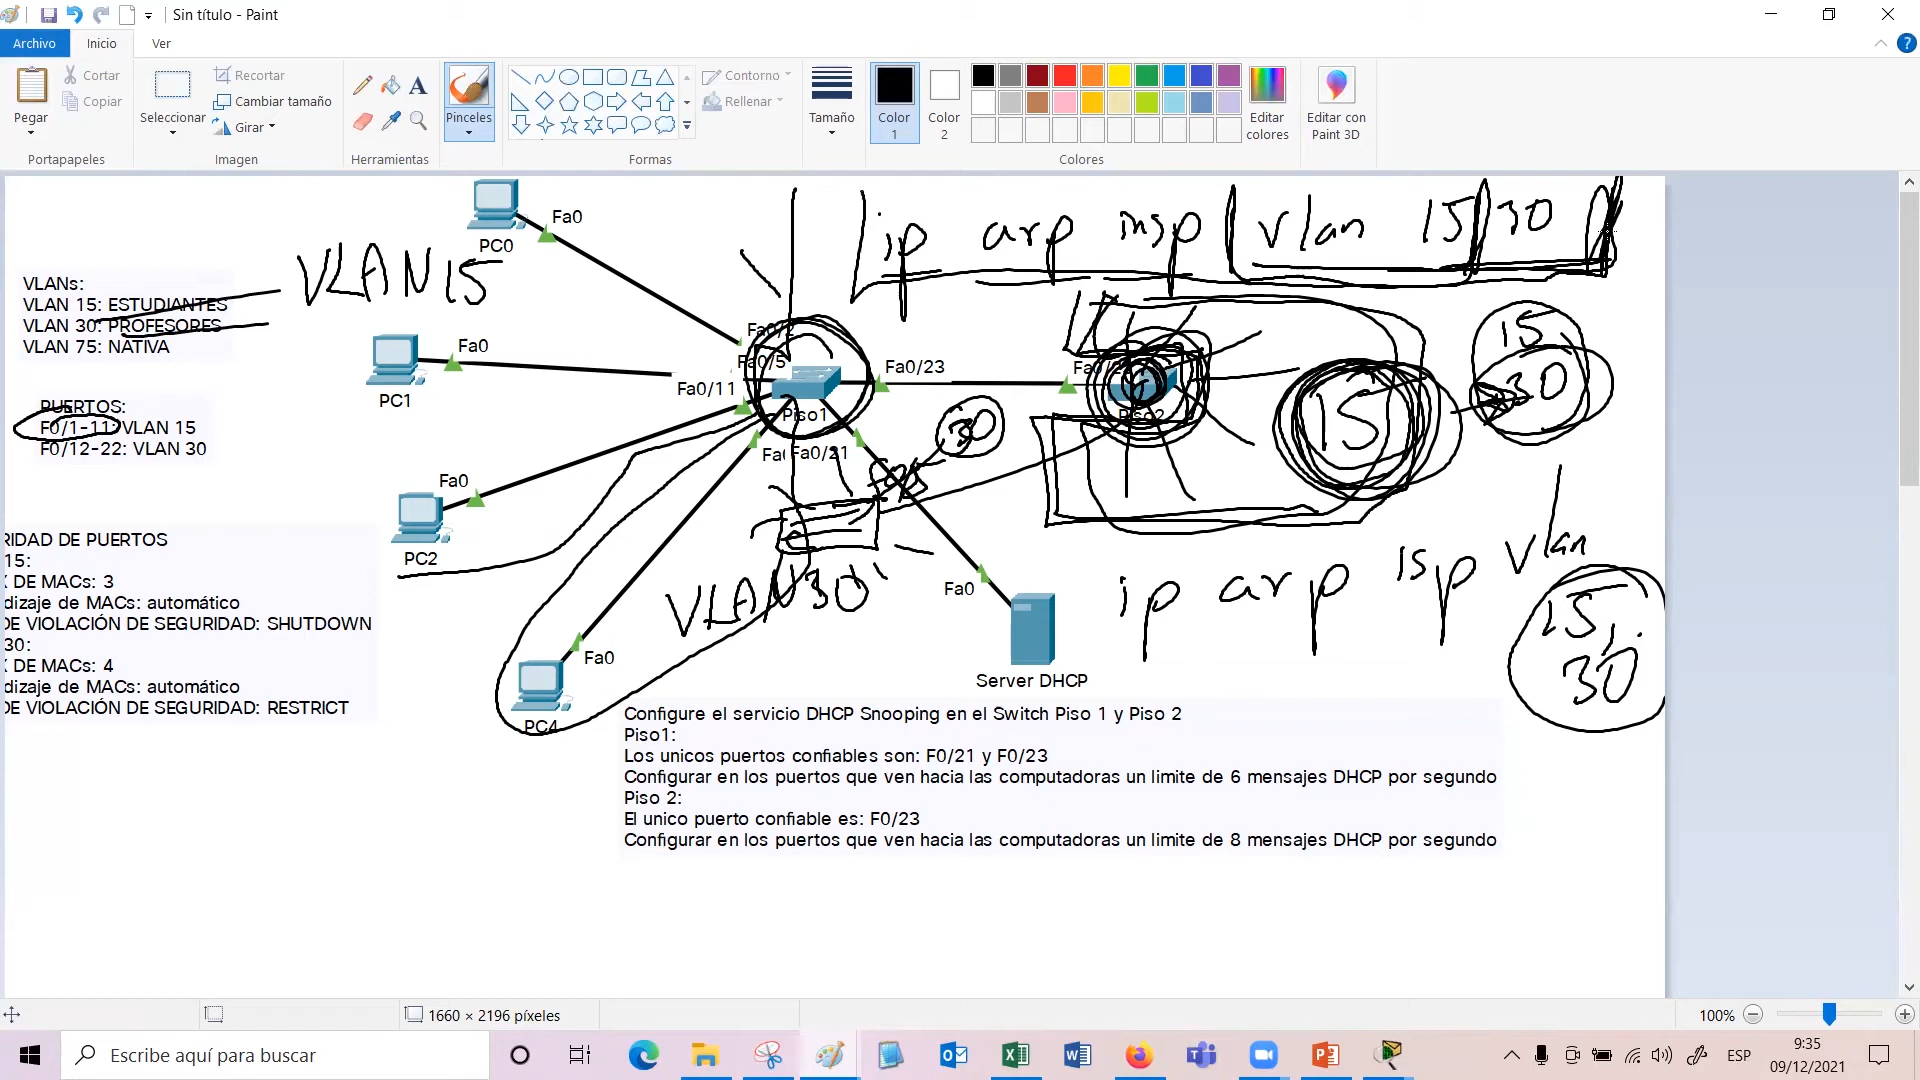 Sin título - Paint
Archivo
Inicio
Ver
Pegar
Cortar
Copiar
Portapapeles
Seleccionar
Recortar
Cambiar tamaño
Girar
Imagen
Herramientas
Pinceles
Contorno
Rellenar
Formas
Tamaño
Color 1
Color 2
Editar colores
Editar con Paint 3D
Colores
PC0
Fa0
ip arp insp vlan 15 30
VLAN 15
VLANs:
VLAN 15: ESTUDIANTES
VLAN 30: PROFESORES
VLAN 75: NATIVA
PC1
Fa0
Fa0/2
Fa0/5
Fa0/11
Fa0/23
Piso1
Piso2
15
15
30
PUERTOS:
F0/1-11: VLAN 15
F0/12-22: VLAN 30
Fa0/21
30
PC2
Fa0
VLAN 30
ip arp isp vlan
15,
30
Fa0
Server DHCP
RIDAD DE PUERTOS
15:
DE MACs: 3
dizaje de MACs: automático
DE VIOLACIÓN DE SEGURIDAD: SHUTDOWN
30:
DE MACs: 4
dizaje de MACs: automático
DE VIOLACIÓN DE SEGURIDAD: RESTRICT
Fa0
PC4
Configure el servicio DHCP Snooping en el Switch Piso 1 y Piso 2
Piso1:
Los unicos puertos confiables son: F0/21 y F0/23
Configurar en los puertos que ven hacia las computadoras un limite de 6 mensajes DHCP por segundo
Piso 2:
El unico puerto confiable es: F0/23
Configurar en los puertos que ven hacia las computadoras un limite de 8 mensajes DHCP por segundo
1660 × 2196 píxeles
100%
Escribe aquí para buscar
ESP
9:35
09/12/2021